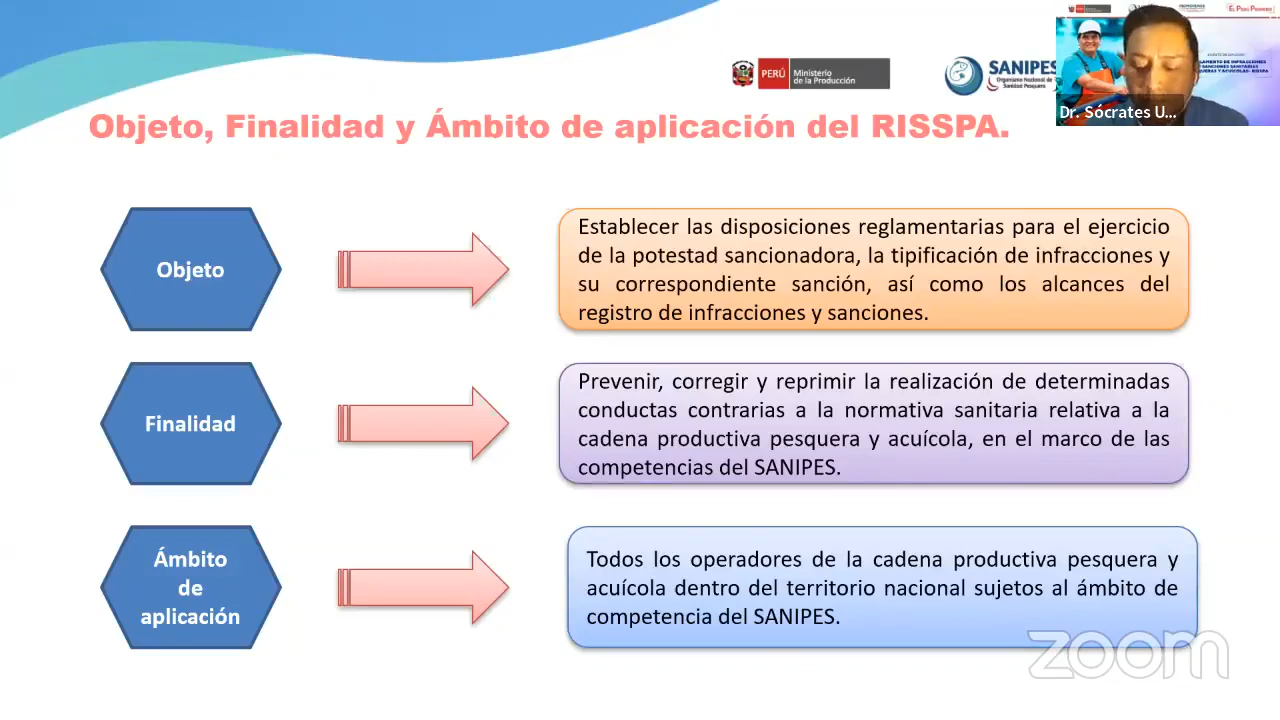 PERÚ
Ministerio
de la Producción
SANIPES
Organismo Nacional de
Sanidad Pesquera
EL PERÚ PRIMERO
SANCIONES SANITARIAS
Dr. Sócrates U...
Objeto, Finalidad y Ámbito de aplicación del RISSPA.
Objeto
Establecer las disposiciones reglamentarias para el ejercicio
de la potestad sancionadora, la tipificación de infracciones y
su correspondiente sanción, así como los alcances del
registro de infracciones y sanciones.
Finalidad
Prevenir, corregir y reprimir la realización de determinadas
conductas contrarias a la normativa sanitaria relativa a la
cadena productiva pesquera y acuícola, en el marco de las
competencias del SANIPES.
Ámbito
de
aplicación
Todos los operadores de la cadena productiva pesquera y
acuícola dentro del territorio nacional sujetos al ámbito de
competencia del SANIPES.
zoom